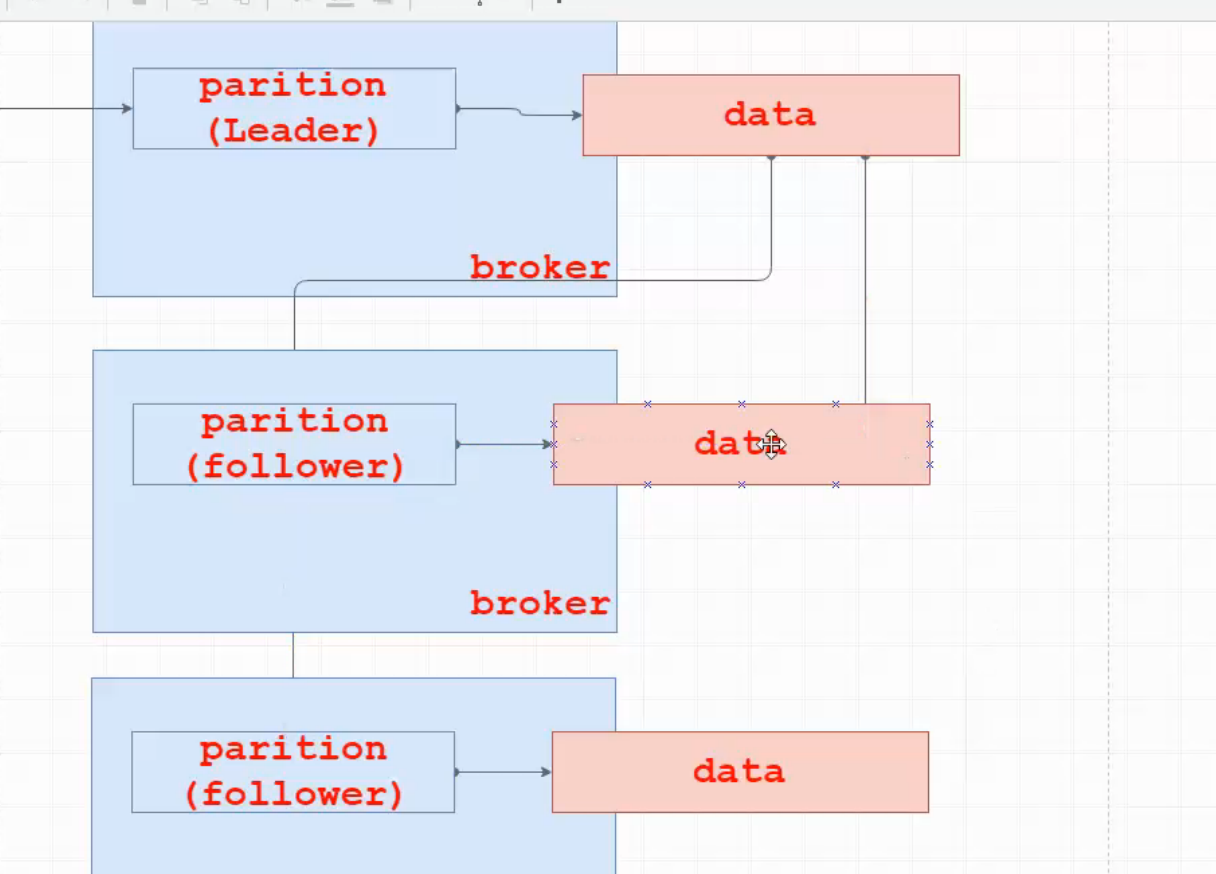 parition
(Leader)
data
broker
parition
(follower)
data
broker
parition
(follower)
data